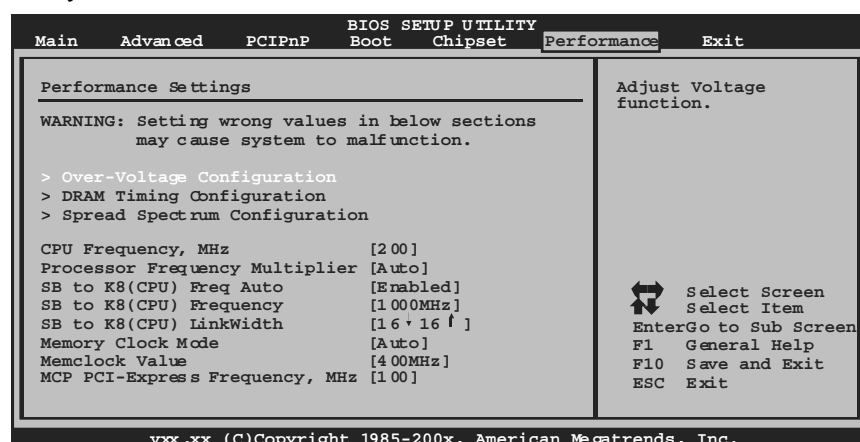 BIOS SETUP UTILITY
Main Advanced PCIPnP Boot Chipset Performance Exit
Performance Settings
WARNING: Setting wrong values in below sections
may cause system to malfunction.
> Over-Voltage Configuration
> DRAM Timing Configuration
> Spread Spectrum Configuration
CPU Frequency, MHz [200]
Processor Frequency Multiplier [Auto]
SB to K8(CPU) Freq Auto [Enabled]
SB to K8(CPU) Frequency [1000MHz]
SB to K8(CPU) LinkWidth [16↓ 16↑ ]
Memory Clock Mode [Auto]
Memclock Value [400MHz]
MCP PCI-Express Frequency, MHz [100]
Adjust Voltage
function.
Select Screen
Select Item
EnterGo to Sub Screen
F1 General Help
F10 Save and Exit
ESC Exit
vxx.xx (C)Copyright 1985-200x, American Megatrends, Inc.